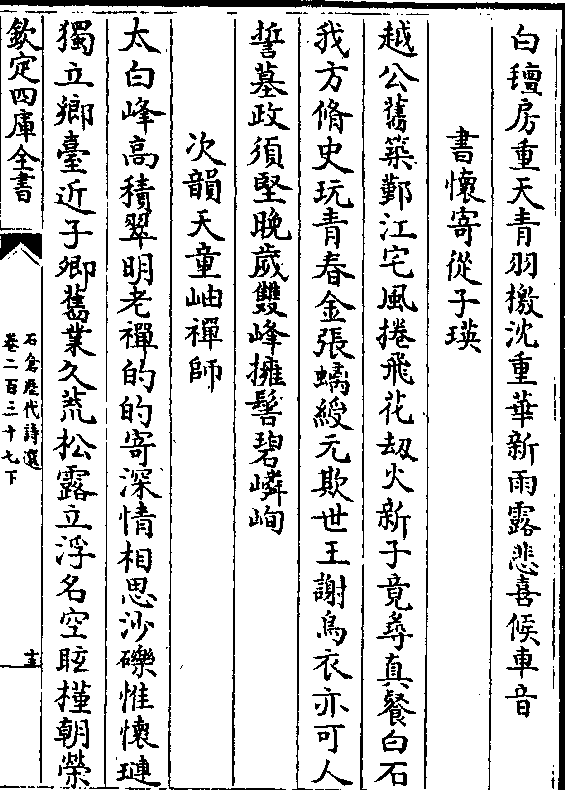 白氊房重天青羽檄沈重華新雨露悲喜候車音
書懷寄從子瑛
越公舊築鄞江宅風捲飛花刼火新子竟尋真餐白石
我方脩史玩青春金張螭綬元欺世王謝烏衣亦可人
誓墓政須堅晚歲雙峰擁髻碧嶙峋
次韻天童岫禪師
太白峰高積翠明老禪的的寄深情相思沙礫惟懷璉
獨立鄉臺近子卿舊業久荒松露立浮名空眩槿朝榮
欽定四庫全書
石倉歷代詩選
卷二百三十七下